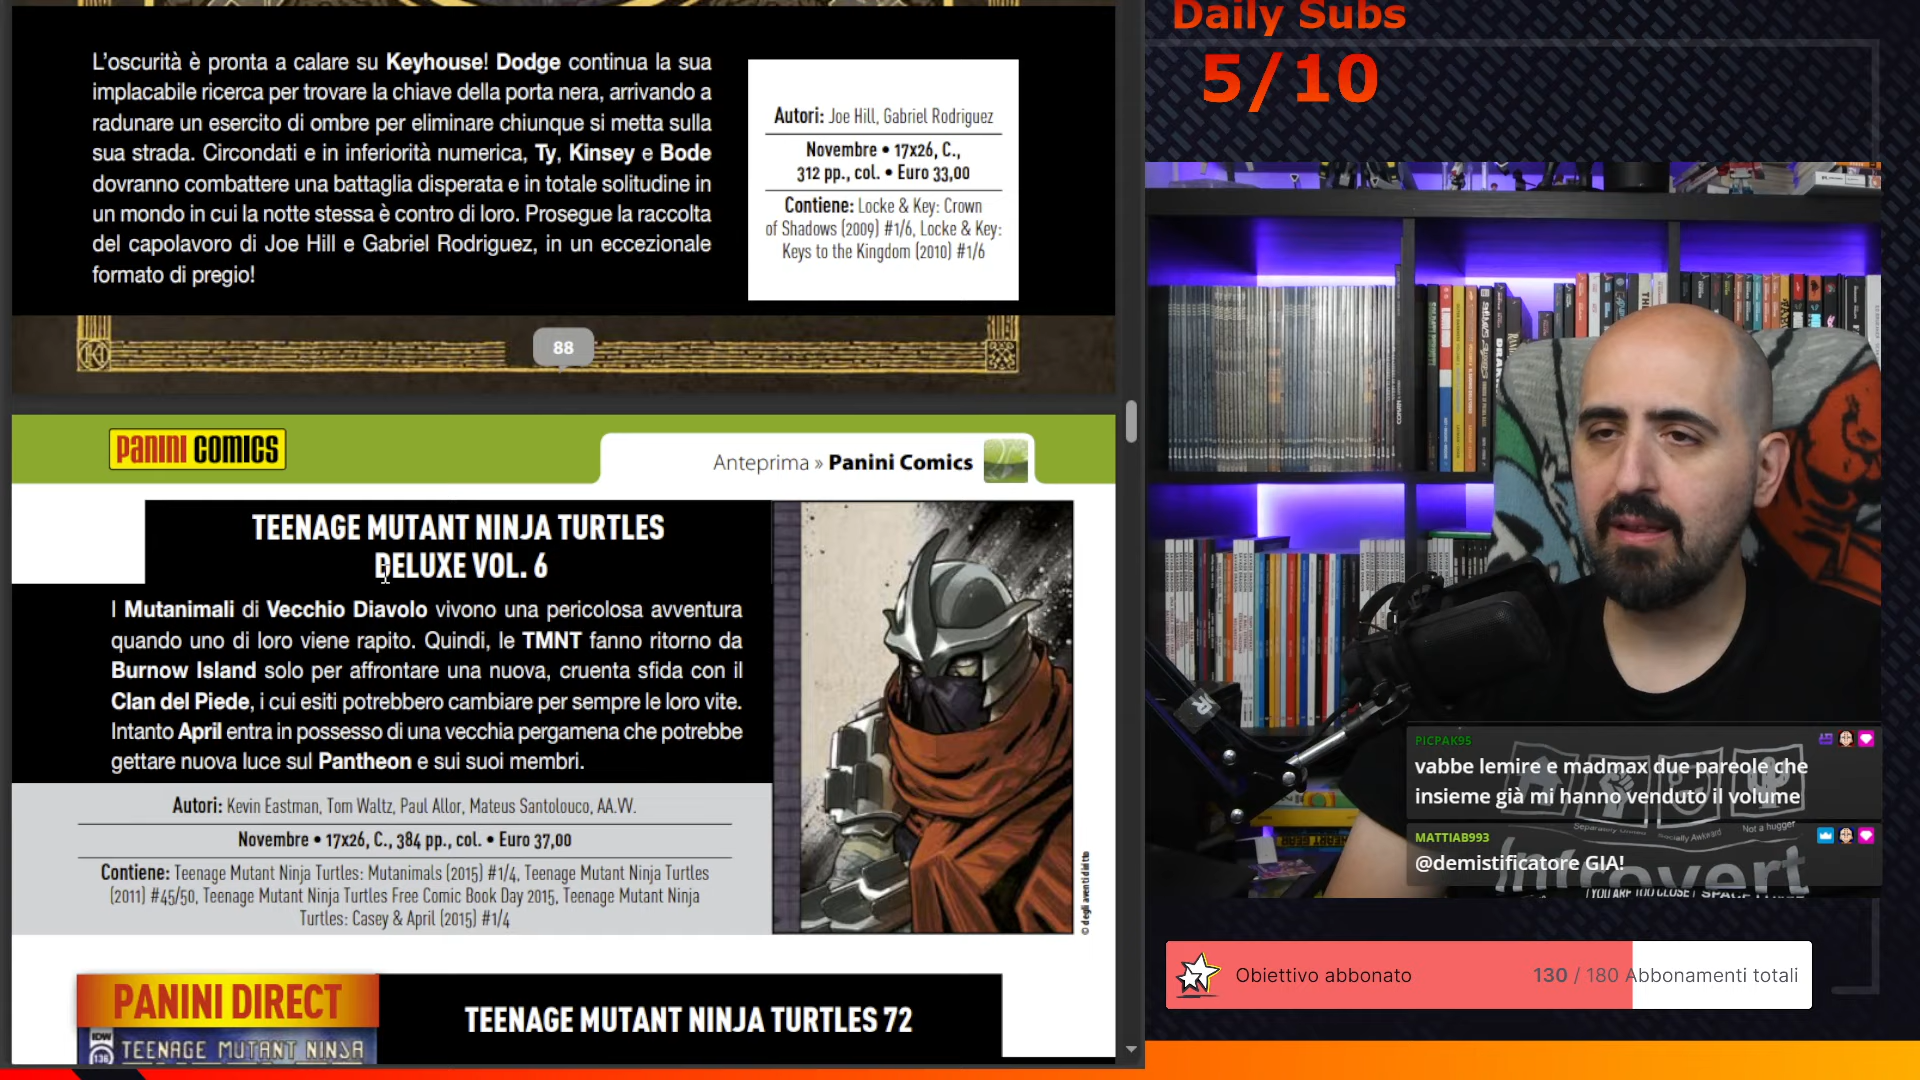 L'oscurità è pronta a calare su Keyhouse! Dodge continua la sua
implacabile ricerca per trovare la chiave della porta nera, arrivando a
radunare un esercito di ombre per eliminare chiunque si metta sulla
sua strada. Circondati e in inferiorità numerica, Ty, Kinsey e Bode
dovranno combattere una battaglia disperata e in totale solitudine in
un mondo in cui la notte stessa è contro di loro. Prosegue la raccolta
del capolavoro di Joe Hill e Gabriel Rodriguez, in un eccezionale
formato di pregio!
Autori: Joe Hill, Gabriel Rodriguez
Novembre • 17x26, C.,
312 pp., col. • Euro 33,00
Contiene: Locke & Key: Crown
of Shadows (2009) #1/6, Locke & Key:
Keys to the Kingdom (2010) #1/6
88
PANINI COMICS
Anteprima » Panini Comics
TEENAGE MUTANT NINJA TURTLES
DELUXE VOL. 6
I Mutanimali di Vecchio Diavolo vivono una pericolosa avventura
quando uno di loro viene rapito. Quindi, le TMNT fanno ritorno da
Burnow Island solo per affrontare una nuova, cruenta sfida con il
Clan del Piede, i cui esiti potrebbero cambiare per sempre le loro vite.
Intanto April entra in possesso di una vecchia pergamena che potrebbe
gettare nuova luce sul Pantheon e sui suoi membri.
Autori: Kevin Eastman, Tom Waltz, Paul Allor, Mateus Santolouco, AA.VV.
Novembre • 17x26, C., 384 pp., col. • Euro 37,00
Contiene: Teenage Mutant Ninja Turtles: Mutanimals (2015) #1/4, Teenage Mutant Ninja Turtles
(2011) #45/50, Teenage Mutant Ninja Turtles Free Comic Book Day 2015, Teenage Mutant Ninja
Turtles: Casey & April (2015) #1/4
© degli aventi diritto
PANINI DIRECT
IDW
136
TEENAGE MUTANT NINJA
TEENAGE MUTANT NINJA TURTLES 72
Daily Subs
5/10
PICPAK95
vabbe lemire e madmax due pareole che
insieme già mi hanno venduto il volume
MATTIAB993
@demistificatore GIA!
Not a hugger
Introvert
Obiettivo abbonato
130 / 180 Abbonamenti totali